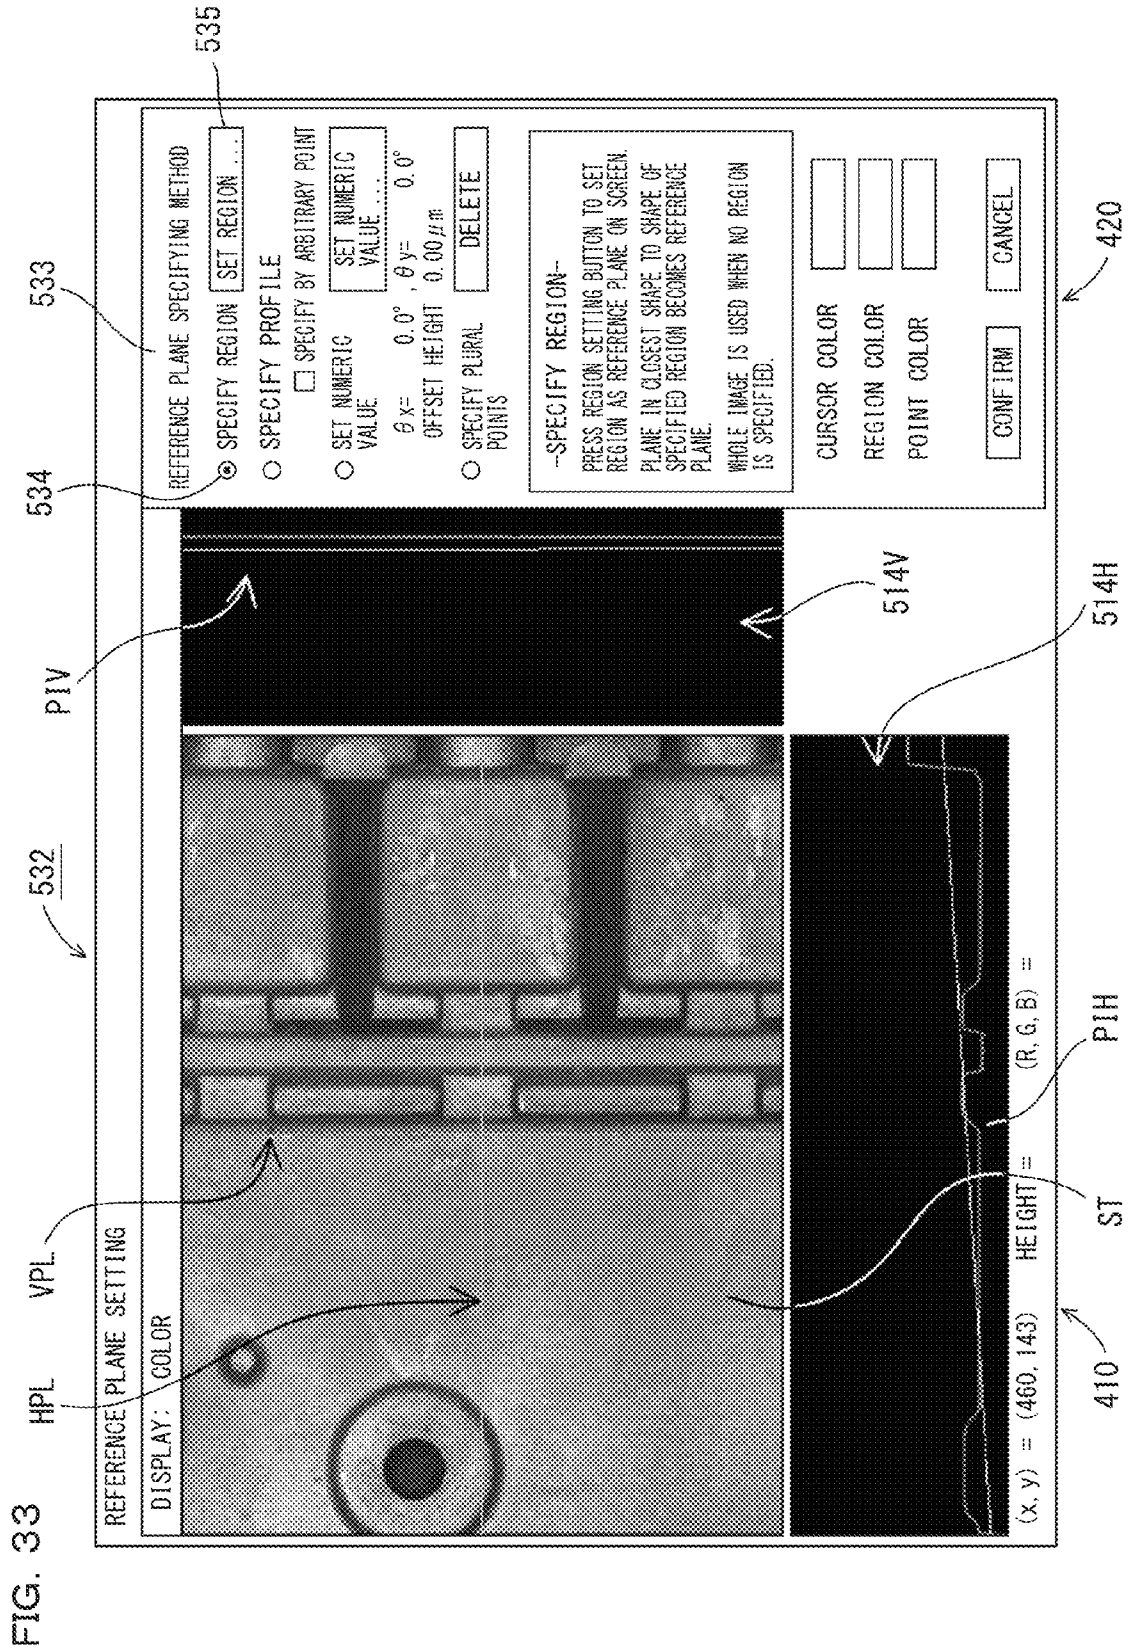 FIG. 33
532
533
534
535
HPL
VPL
PIV
REFERENCE PLANE SETTING
DISPLAY: COLOR
REFERENCE PLANE SPECIFYING METHOD
SPECIFY REGION
SET REGION ...
SPECIFY PROFILE
SPECIFY BY ARBITRARY POINT
SET NUMERIC
VALUE
SET NUMERIC
VALUE ...
θx= 0.0° , θy= 0.0°
OFFSET HEIGHT 0.00μm
SPECIFY PLURAL
POINTS
DELETE
-SPECIFY REGION-
PRESS REGION SETTING BUTTON TO SET
REGION AS REFERENCE PLANE ON SCREEN.
PLANE IN CLOSEST SHAPE TO SHAPE OF
SPECIFIED REGION BECOMES REFERENCE
PLANE.
WHOLE IMAGE IS USED WHEN NO REGION
IS SPECIFIED.
CURSOR COLOR
REGION COLOR
POINT COLOR
CONFIRM
CANCEL
(x, y) = (460, 143)
HEIGHT =
(R, G, B) =
410
ST
PIH
514H
514V
420